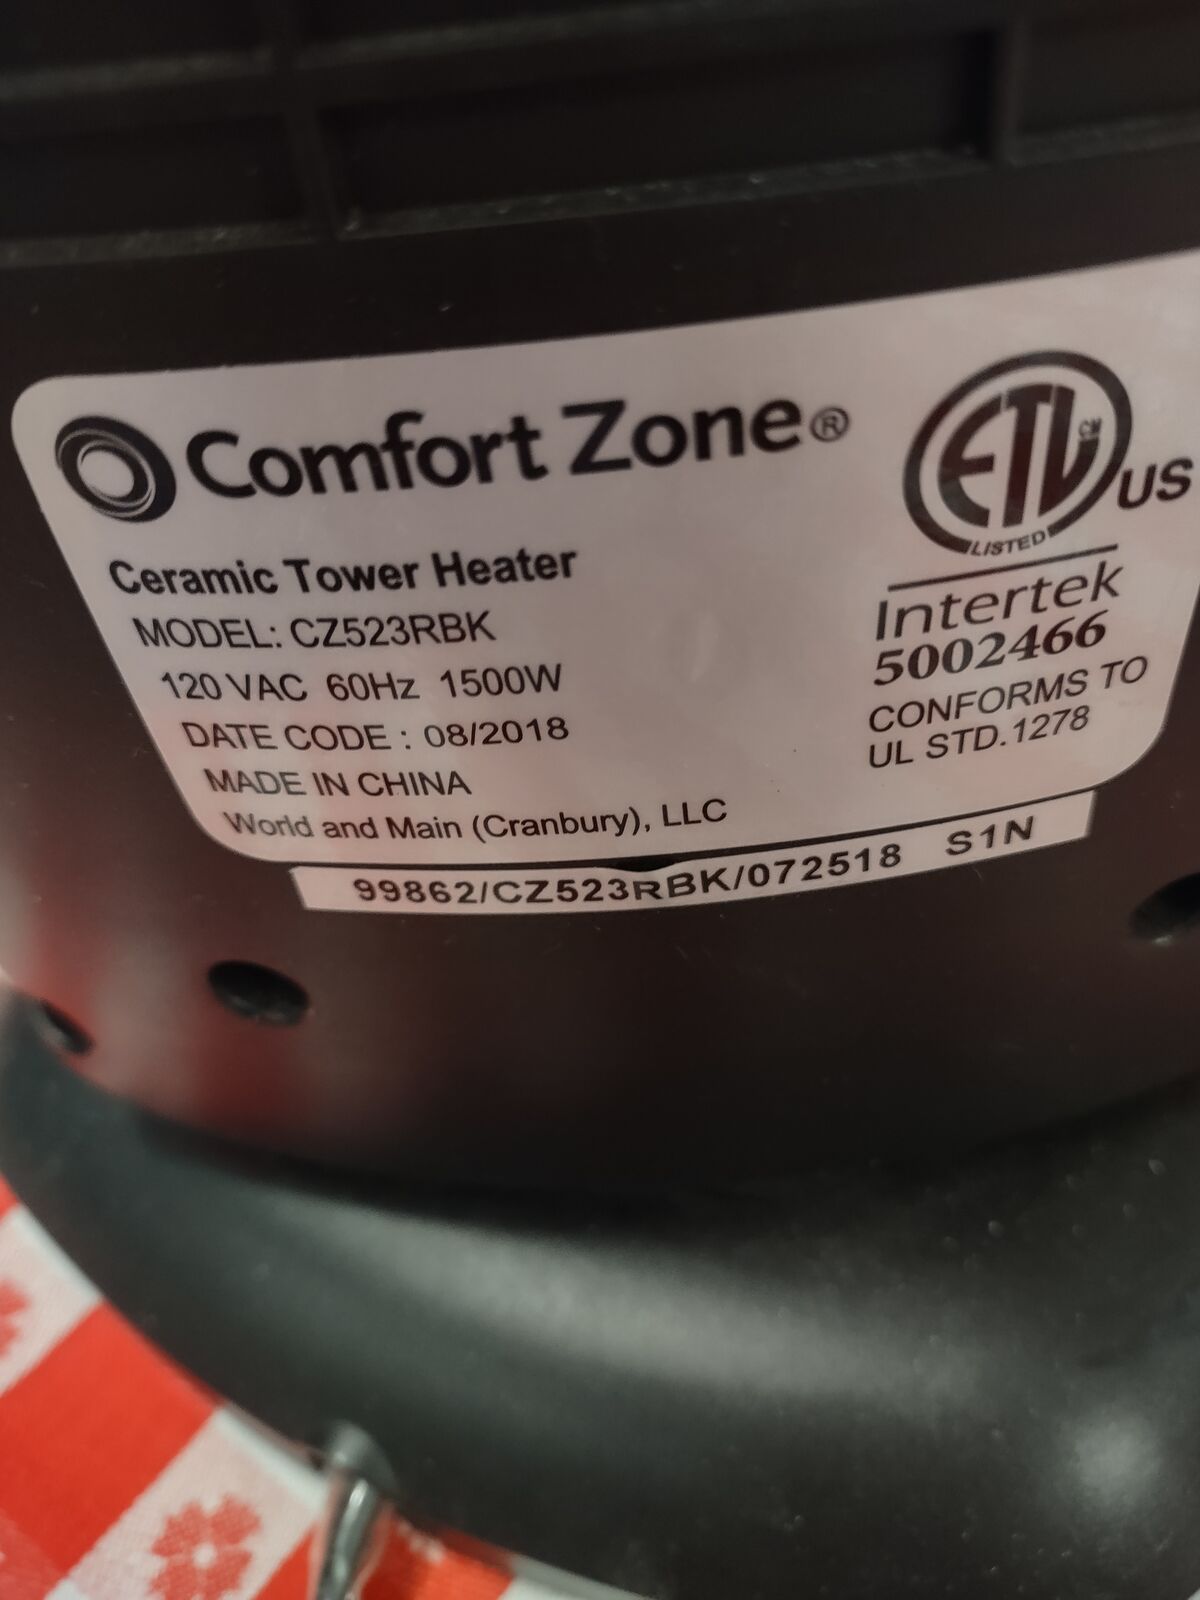 Comfort Zone®
Ceramic Tower Heater
MODEL: CZ523RBK
120 VAC 60Hz 1500W
DATE CODE : 08/2018
MADE IN CHINA
World and Main (Cranbury), LLC
ETL CM
LISTED
US
Intertek
5002466
CONFORMS TO
UL STD.1278
99862/CZ523RBK/072518 S1N